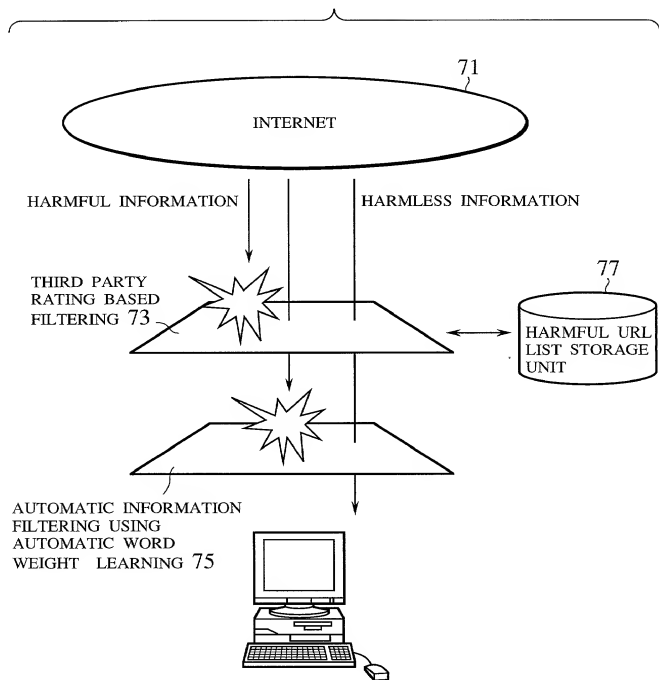 71
INTERNET
HARMFUL INFORMATION
HARMLESS INFORMATION
THIRD PARTY
RATING BASED
FILTERING 73
77
HARMFUL URL
LIST STORAGE
UNIT
AUTOMATIC INFORMATION
FILTERING USING
AUTOMATIC WORD
WEIGHT LEARNING 75